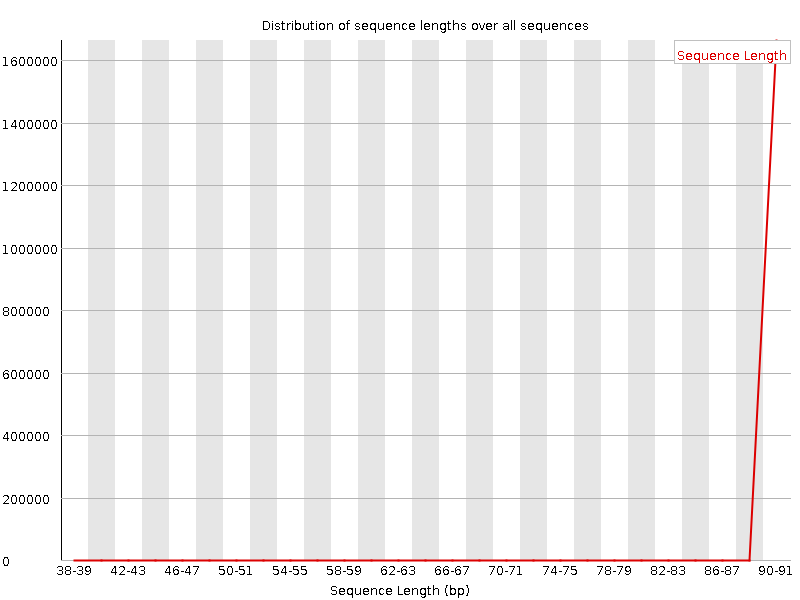 Distribution of sequence lengths over all sequences
Sequence Length
1600000
1400000
1200000
1000000
800000
600000
400000
200000
0
38-39 42-43 46-47 50-51 54-55 58-59 62-63 66-67 70-71 74-75 78-79 82-83 86-87 90-91
Sequence Length (bp)